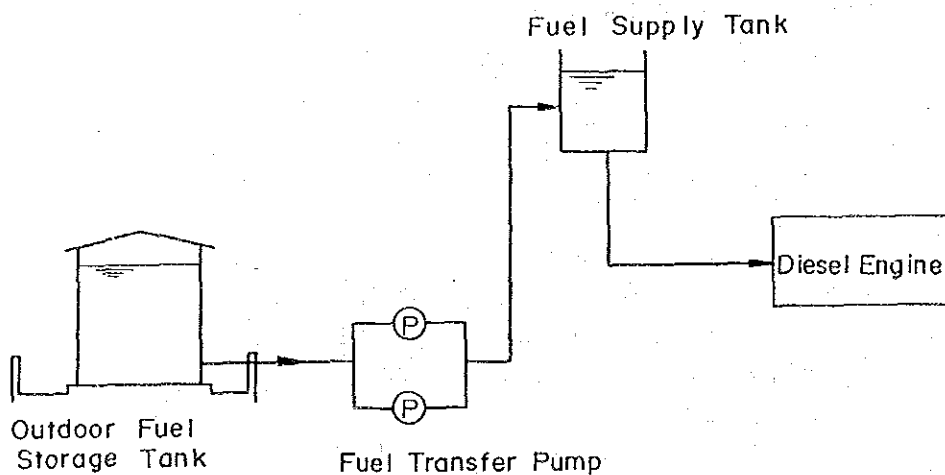 Fuel Supply Tank
Diesel Engine
P
P
Outdoor Fuel
Storage Tank
Fuel Transfer Pump